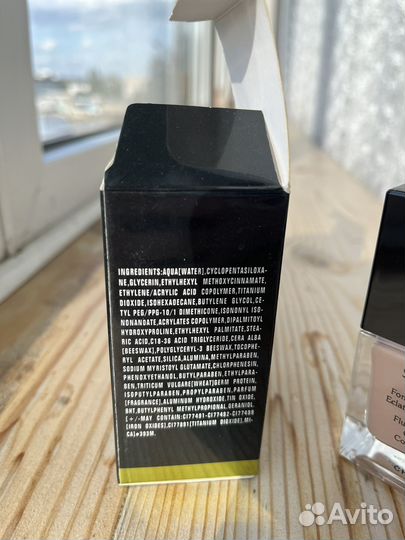 INGREDIENTS:AQUA[WATER],CYCLOPENTASILOXA-
NE,GLYCERIN,ETHYLHEXYL METHOXYCINNAMATE,
ETHYLENE/ACRYLIC ACID COPOLYMER,TITANIUM
DIOXIDE,ISOHEXADECANE,BUTYLENE GLYCOL,CE-
TYL PEG/PPG-10/1 DIMETHICONE,ISONONYL ISO-
NONANOATE,ACRYLATES COPOLYMER,DIPALMITOYL
HYDROXYPROLINE,ETHYLHEXYL PALMITATE,STEA-
RIC ACID,C18-36 ACID TRIGLYCERIDE,CERA ALBA
[BEESWAX],POLYGLYCERYL-3 BEESWAX,TOCOPHE-
RYL ACETATE,SILICA,ALUMINA,METHYLPARABEN,
SODIUM MYRISTOYL GLUTAMATE,CHLORPHENESIN,
PHENOXYETHANOL,BUTYLPARABEN,ETHYLPARA-
BEN,TRITICUM VULGARE[WHEAT]GERM PROTEIN,
ISOBUTYLPARABEN,PROPYLPARABEN,PARFUM
[FRAGRANCE],ALUMINUM HYDROXIDE,TIN OXIDE,
BHT,BUTYLPHENYL METHYLPROPIONAL,GERANIOL.
[+/-MAY CONTAIN:CI77491-CI77492-CI77499
[IRON OXIDES],CI77891[TITANIUM DIOXIDE],MI-
CA]
Fon
Eclat
Flu
Co
Avito